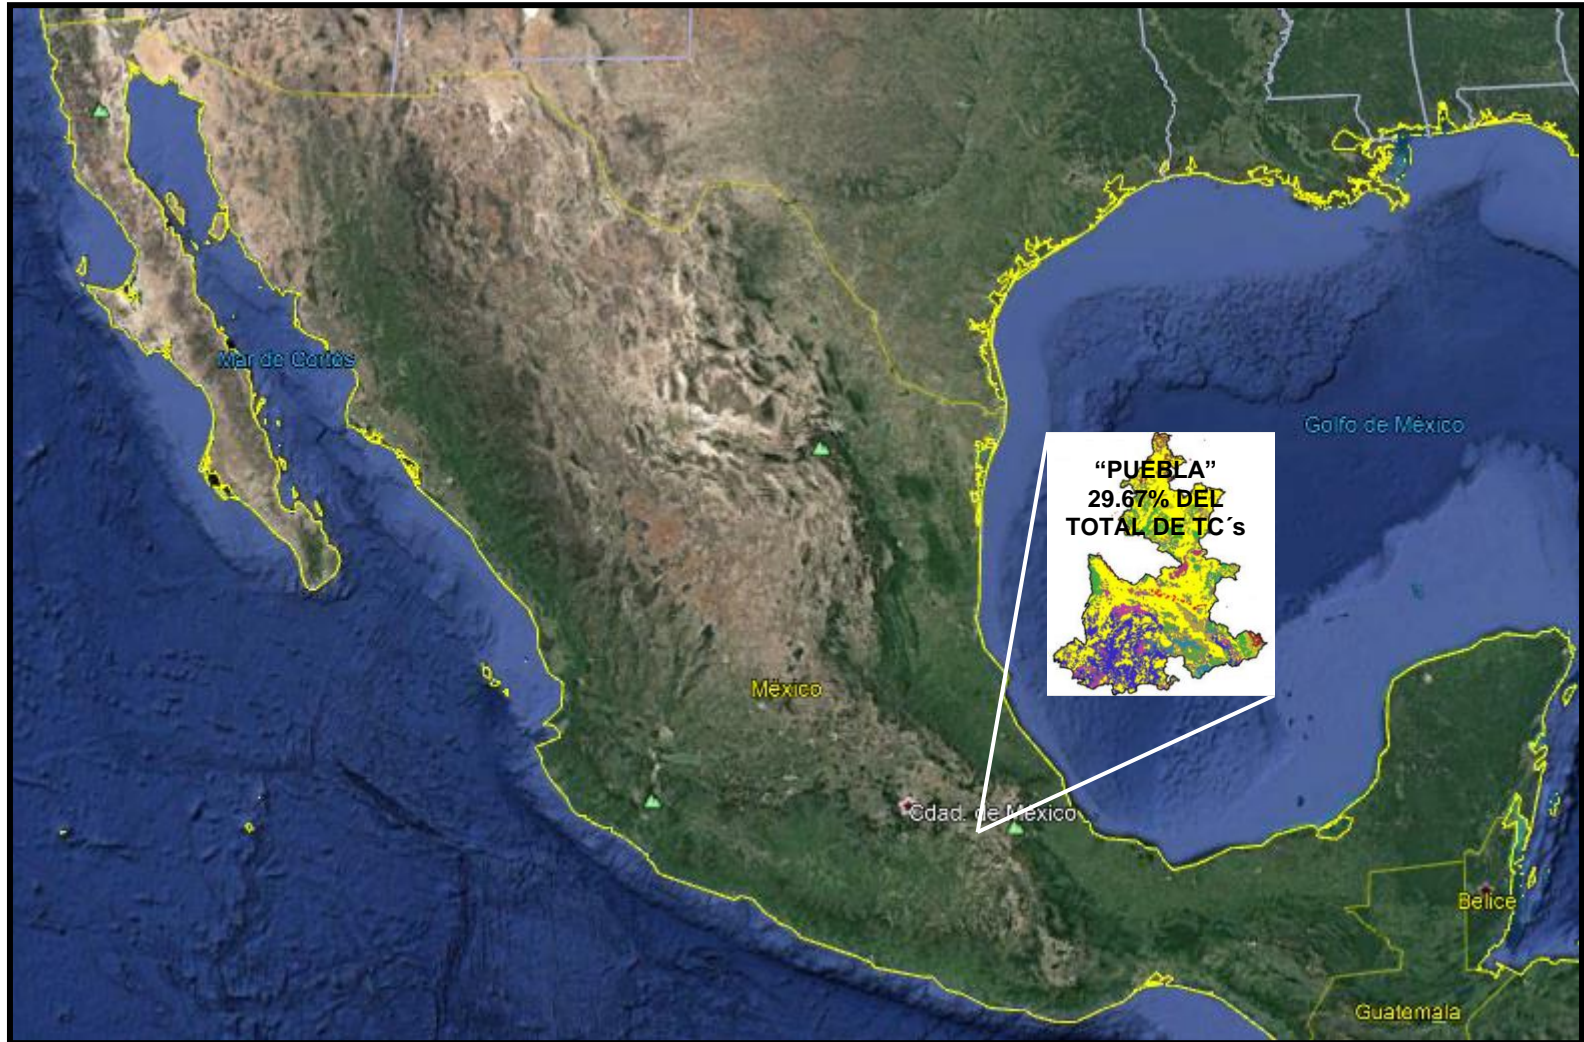 Mar de Cortés
Golfo de México
“PUEBLA”
29.67% DEL
TOTAL DE TC´s
México
Cdad. de México
Belice
Guatemala